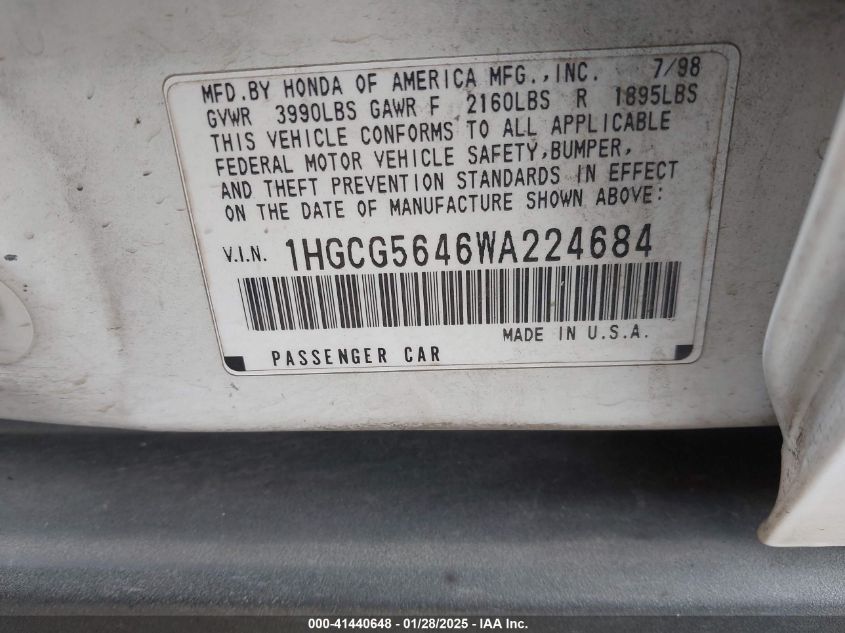 MFD.BY HONDA OF AMERICA MFG.,INC. 7/98
GVWR 3990LBS GAWR F 2160LBS R 1895LBS
THIS VEHICLE CONFORMS TO ALL APPLICABLE
FEDERAL MOTOR VEHICLE SAFETY,BUMPER,
AND THEFT PREVENTION STANDARDS IN EFFECT
ON THE DATE OF MANUFACTURE SHOWN ABOVE:
V.I.N. 1HGCG5646WA224684
MADE IN U.S.A.
PASSENGER CAR
000-41440648 - 01/28/2025 - Copyright © IAA, Inc.